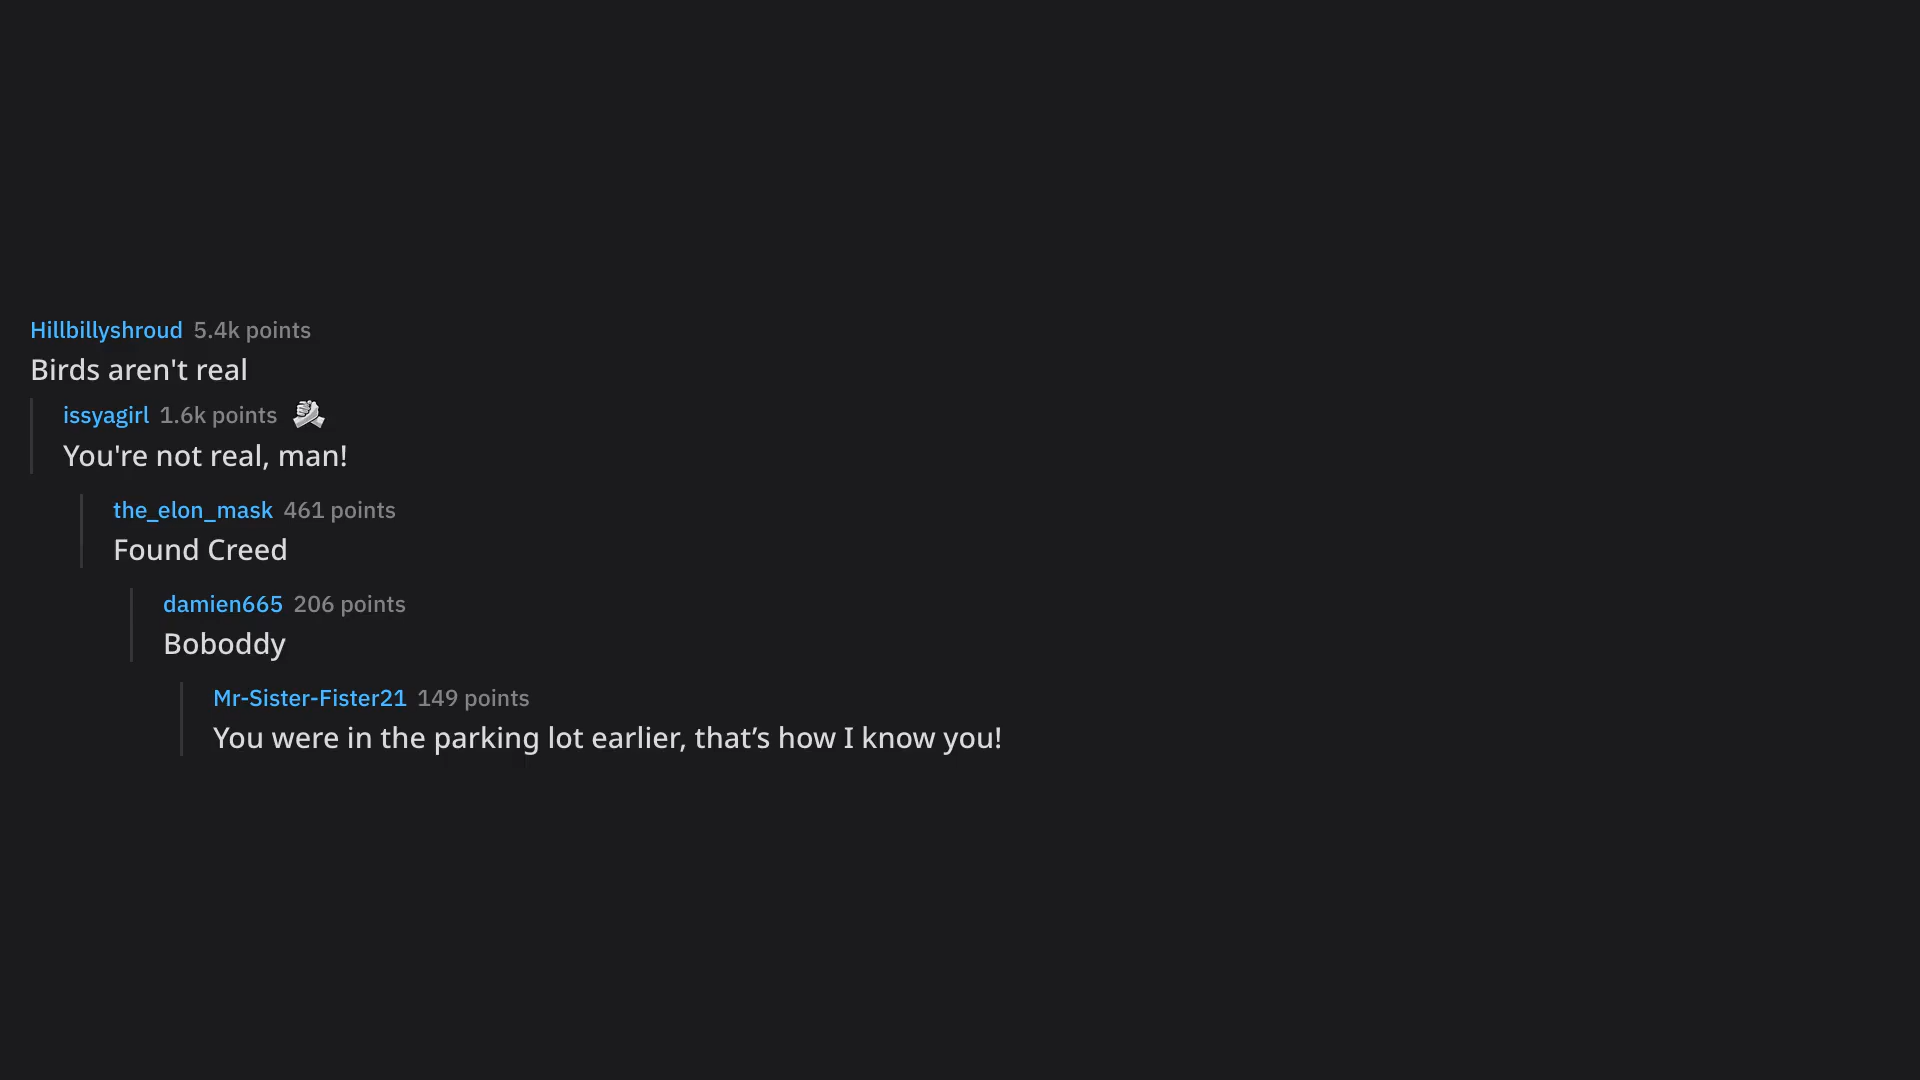 Hillbillyshroud 5.4k points
Birds aren't real
issyagirl 1.6k points
You're not real, man!
the_elon_mask 461 points
Found Creed
damien665 206 points
Boboddy
Mr-Sister-Fister21 149 points
You were in the parking lot earlier, that’s how I know you!